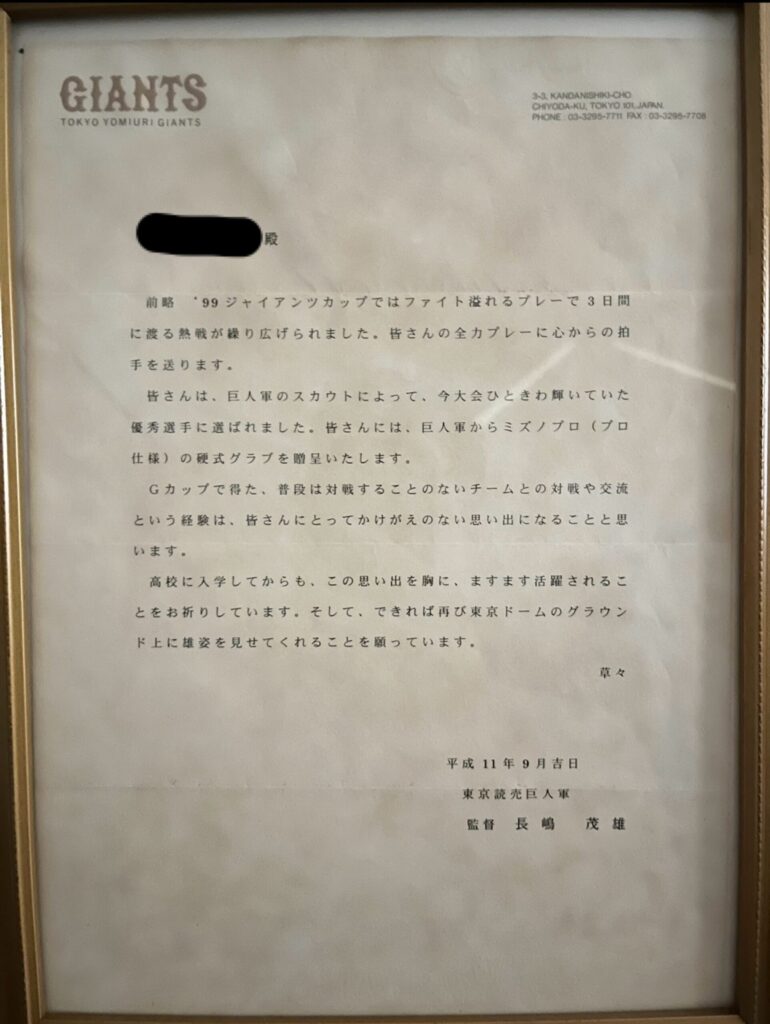 GIANTS
TOKYO YOMIURI GIANTS
3-3, KANDANISHIKI-CHO.
CHIYODA-KU, TOKYO 101, JAPAN.
PHONE : 03-3295-7711 FAX : 03-3295-7708
殿
前略 '99ジャイアンツカップではファイト溢れるプレーで3日間
に渡る熱戦が繰り広げられました。皆さんの全力プレーに心からの拍
手を送ります。
皆さんは、巨人軍のスカウトによって、今大会ひときわ輝いていた
優秀選手に選ばれました。皆さんには、巨人軍からミズノプロ（プロ
仕様）の硬式グラブを贈呈いたします。
Gカップで得た、普段は対戦することのないチームとの対戦や交流
という経験は、皆さんにとってかけがえのない思い出になることと思
います。
高校に入学してからも、この思い出を胸に、ますます活躍されるこ
とをお祈りしています。そして、できれば再び東京ドームのグラウン
ド上に雄姿を見せてくれることを願っています。
草々
平成11年9月吉日
東京読売巨人軍
監督 長嶋 茂雄